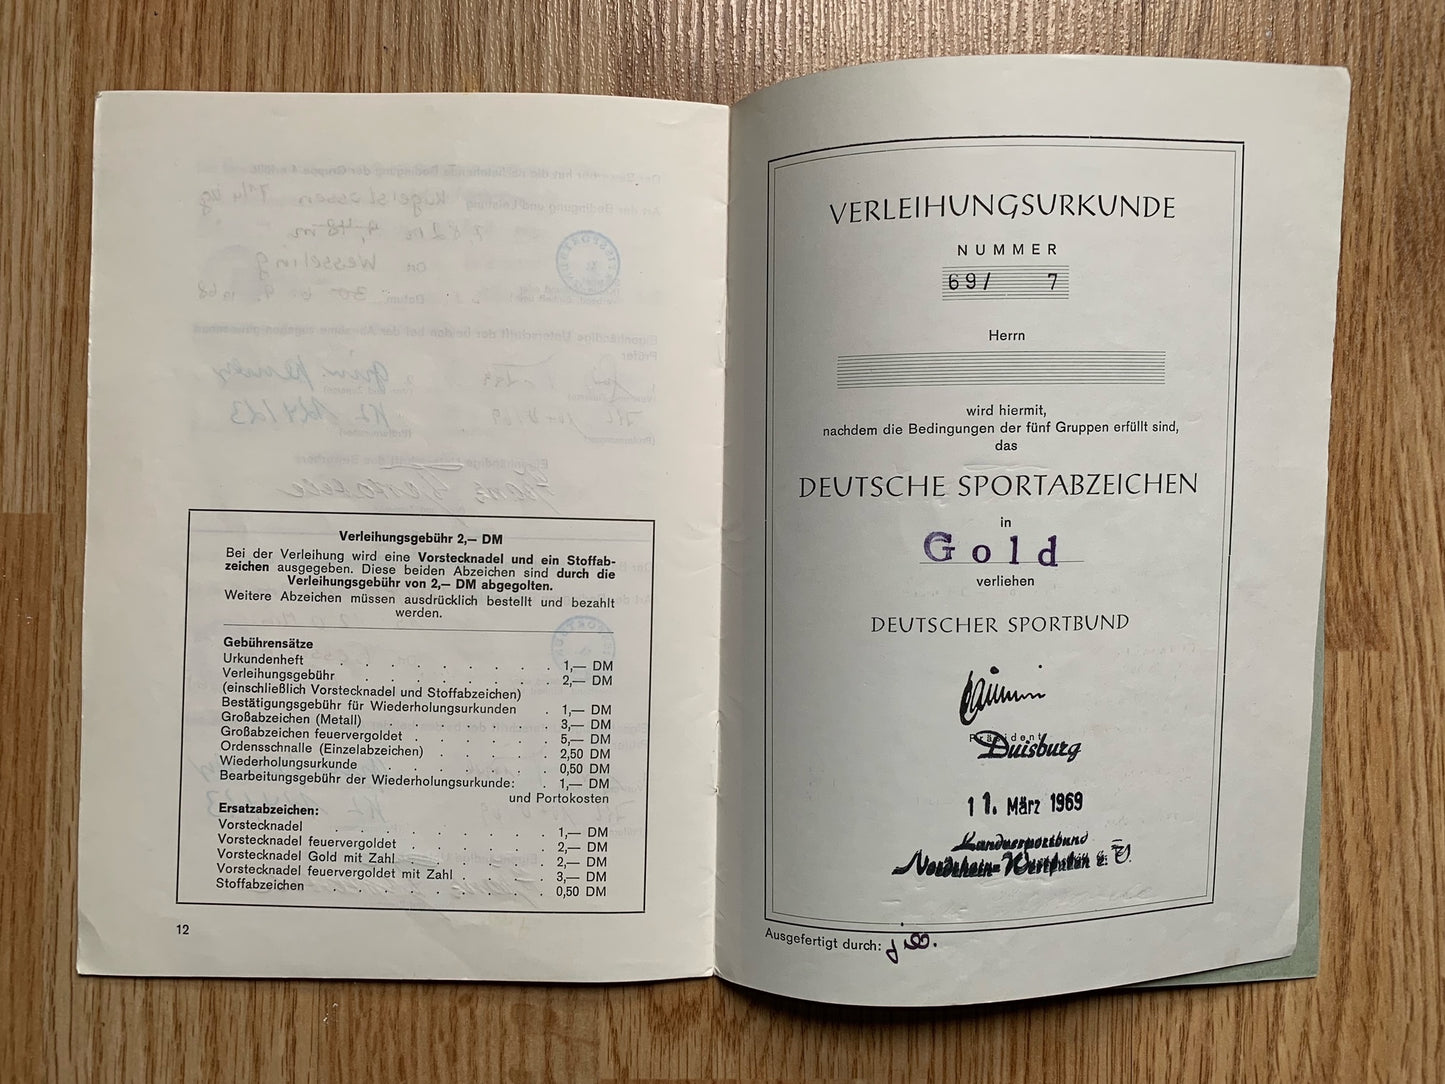 Verleihungsgebühr 2,— DM
Bei der Verleihung wird eine Vorstecknadel und ein Stoffab-
zeichen ausgegeben. Diese beiden Abzeichen sind durch die
Verleihungsgebühr von 2,— DM abgegolten.
Weitere Abzeichen müssen ausdrücklich bestellt und bezahlt
werden.
Gebührensätze
Urkundenheft . . . . . . . . 1,— DM
Verleihungsgebühr . . . . . . . 2,— DM
(einschließlich Vorstecknadel und Stoffabzeichen)
Bestätigungsgebühr für Wiederholungsurkunden . 1,— DM
Großabzeichen (Metall) . . . . . . 3,— DM
Großabzeichen feuervergoldet . . . . . 5,— DM
Ordensschnalle (Einzelabzeichen) . . . . 2,50 DM
Wiederholungsurkunde . . . . . . 0,50 DM
Bearbeitungsgebühr der Wiederholungsurkunde: . 1,— DM
und Portokosten
Ersatzabzeichen:
Vorstecknadel . . . . . . . . 1,— DM
Vorstecknadel feuervergoldet . . . . . 2,— DM
Vorstecknadel Gold mit Zahl . . . . . 2,— DM
Vorstecknadel feuervergoldet mit Zahl . . . 3,— DM
Stoffabzeichen . . . . . . . . 0,50 DM
12
VERLEIHUNGSURKUNDE
NUMMER
69/ 7
Herrn
wird hiermit,
nachdem die Bedingungen der fünf Gruppen erfüllt sind,
das
DEUTSCHE SPORTABZEICHEN
in
Gold
verliehen
DEUTSCHER SPORTBUND
Präsident
Duisburg
11. März 1969
Landessportbund
Nordrhein-Westfalen e. V.
Ausgefertigt durch: